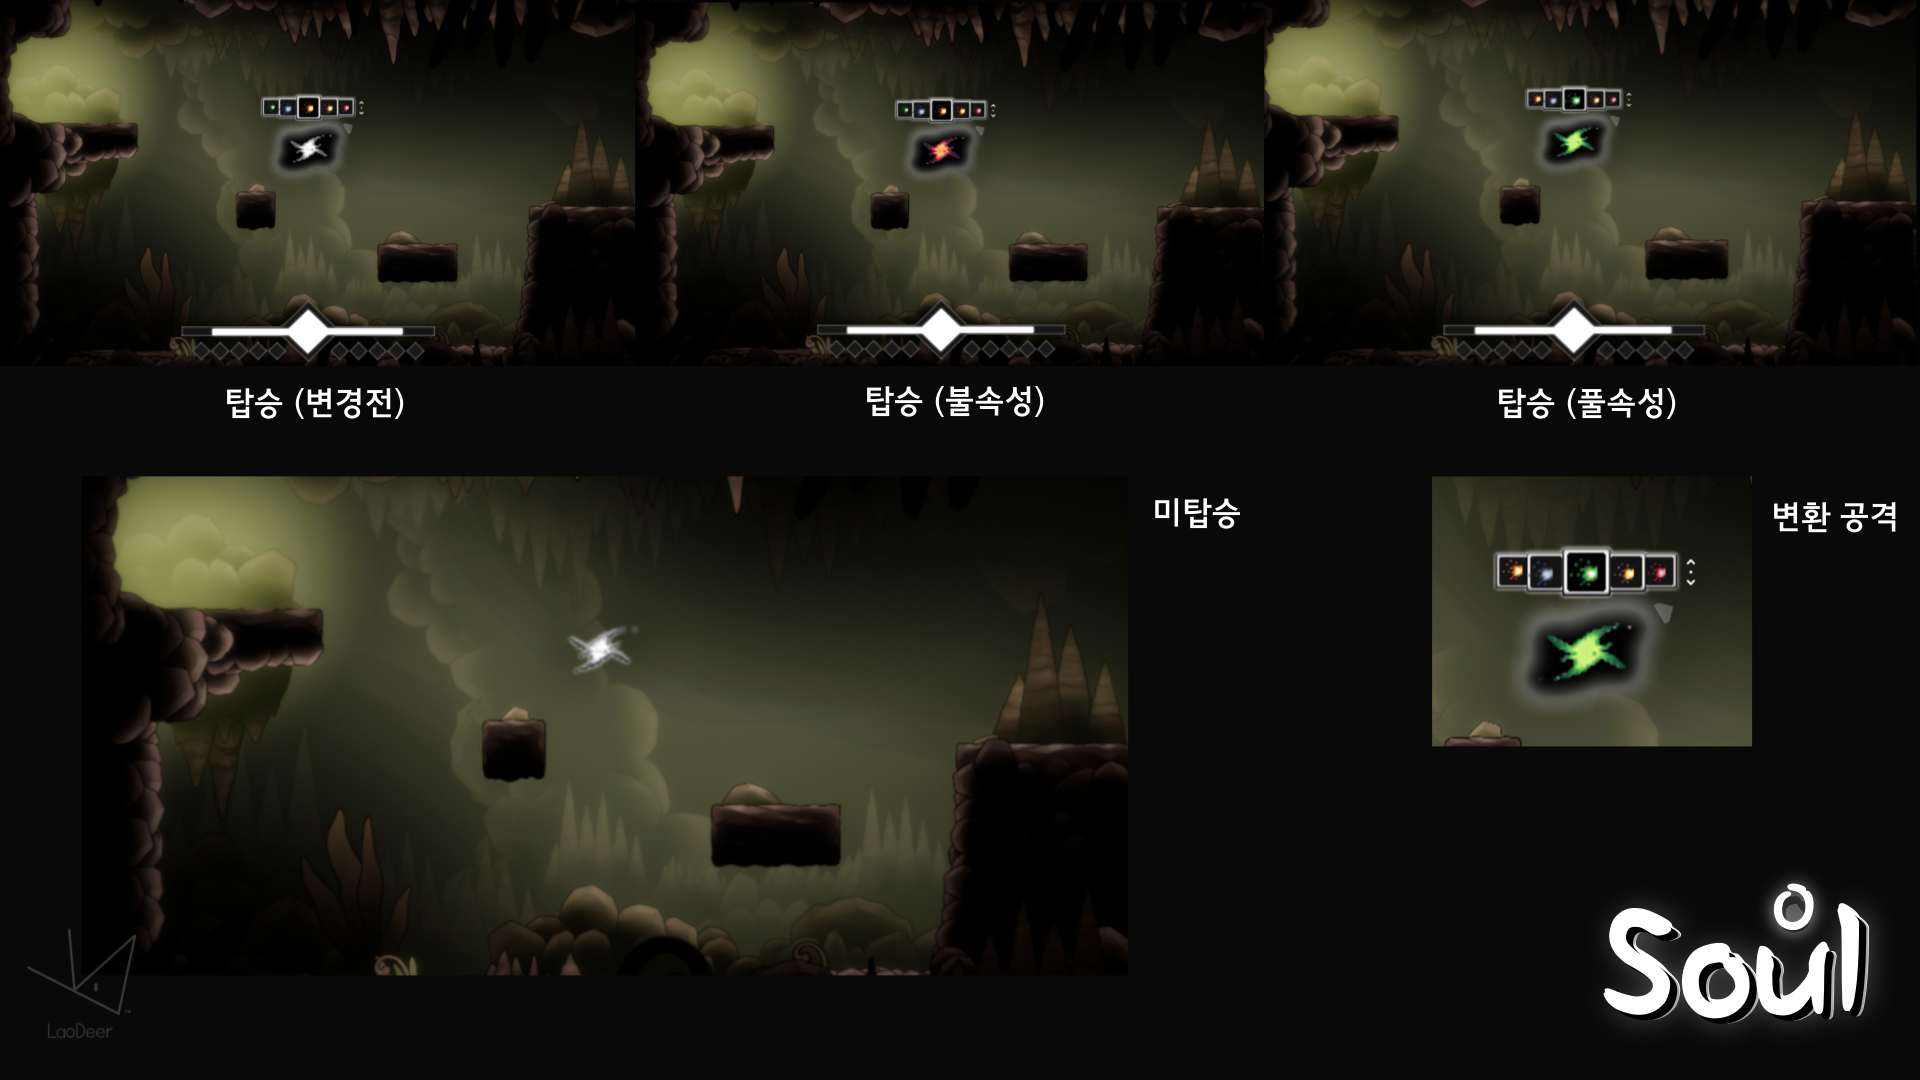 탑승 (변경전)
탑승 (불속성)
탑승 (풀속성)
미탑승
변환 공격
Soul
LaoDeer